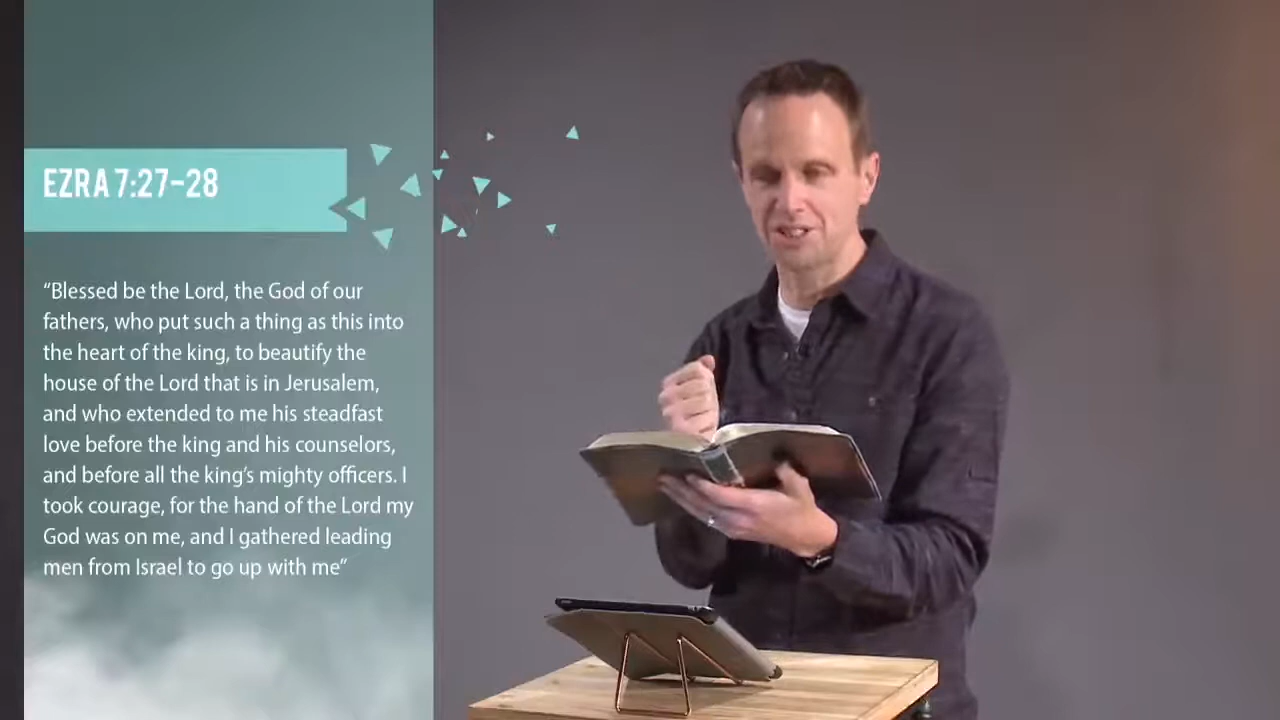 EZRA 7:27–28
“Blessed be the Lord, the God of our
fathers, who put such a thing as this into
the heart of the king, to beautify the
house of the Lord that is in Jerusalem,
and who extended to me his steadfast
love before the king and his counselors,
and before all the king’s mighty officers. I
took courage, for the hand of the Lord my
God was on me, and I gathered leading
men from Israel to go up with me”